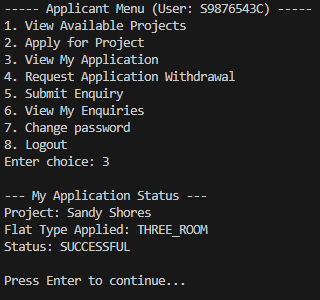 ----- Applicant Menu (User: S9876543C) -----
1. View Available Projects
2. Apply for Project
3. View My Application
4. Request Application Withdrawal
5. Submit Enquiry
6. View My Enquiries
7. Change password
8. Logout
Enter choice: 3
--- My Application Status ---
Project: Sandy Shores
Flat Type Applied: THREE_ROOM
Status: SUCCESSFUL
Press Enter to continue...